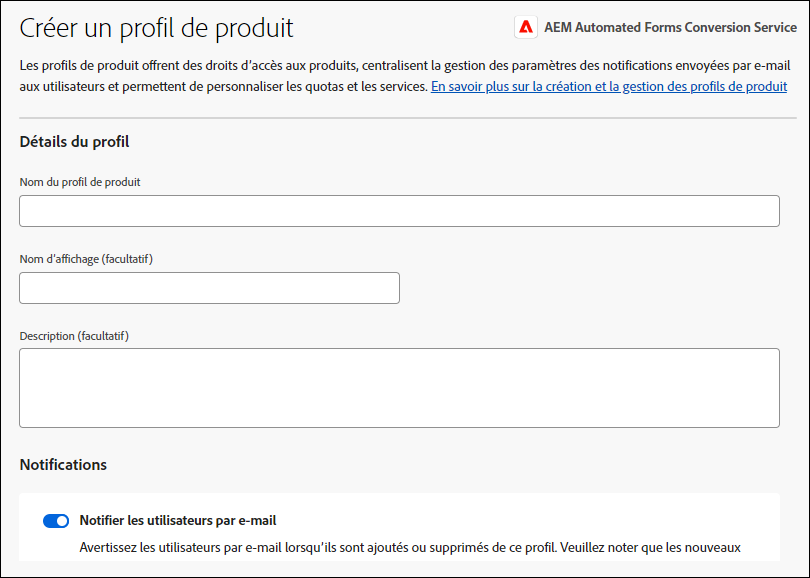 Créer un profil de produit
AEM Automated Forms Conversion Service
Les profils de produit offrent des droits d’accès aux produits, centralisent la gestion des paramètres des notifications envoyées par e-mail
aux utilisateurs et permettent de personnaliser les quotas et les services. En savoir plus sur la création et la gestion des profils de produit
Détails du profil
Nom du profil de produit
Nom d’affichage (facultatif)
Description (facultatif)
Notifications
Notifier les utilisateurs par e-mail
Avertissez les utilisateurs par e-mail lorsqu’ils sont ajoutés ou supprimés de ce profil. Veuillez noter que les nouveaux